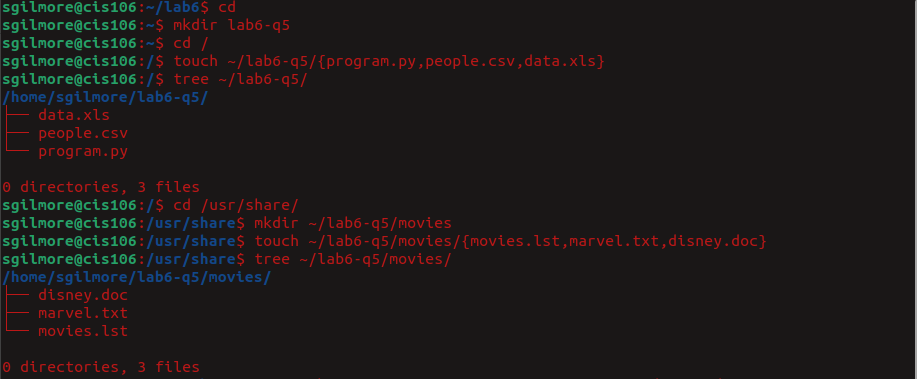 sgilmore@cis106:~/lab6$ cd
sgilmore@cis106:~$ mkdir lab6-q5
sgilmore@cis106:~$ cd /
sgilmore@cis106:/$ touch ~/lab6-q5/{program.py,people.csv,data.xls}
sgilmore@cis106:/$ tree ~/lab6-q5/
/home/sgilmore/lab6-q5/
├── data.xls
├── people.csv
└── program.py
0 directories, 3 files
sgilmore@cis106:/$ cd /usr/share/
sgilmore@cis106:/usr/share$ mkdir ~/lab6-q5/movies
sgilmore@cis106:/usr/share$ touch ~/lab6-q5/movies/{movies.lst,marvel.txt,disney.doc}
sgilmore@cis106:/usr/share$ tree ~/lab6-q5/movies/
/home/sgilmore/lab6-q5/movies/
├── disney.doc
├── marvel.txt
└── movies.lst
0 directories, 3 files